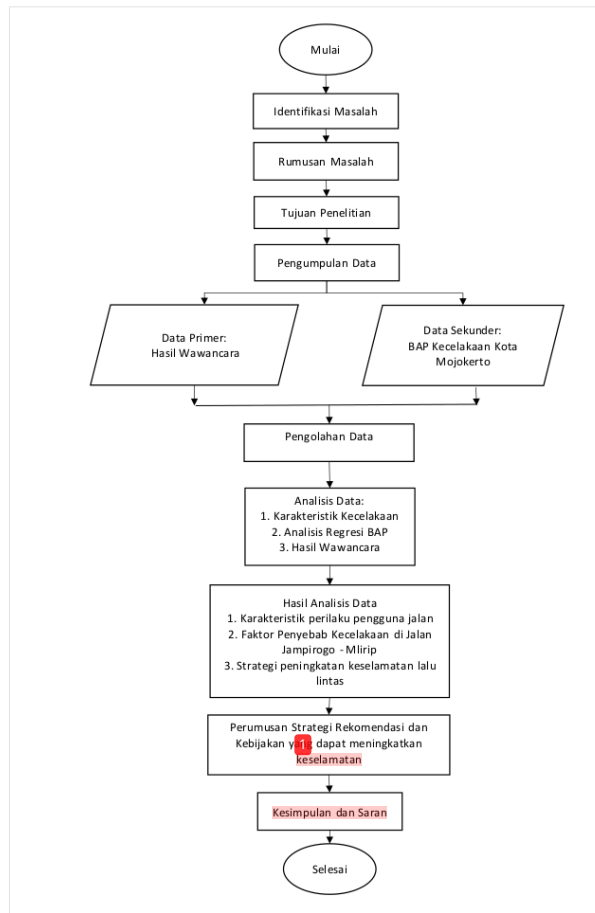 Mulai
Identifikasi Masalah
Rumusan Masalah
Tujuan Penelitian
Pengumpulan Data
Data Primer:
Hasil Wawancara
Data Sekunder:
BAP Kecelakaan Kota
Mojokerto
Pengolahan Data
Analisis Data:
1. Karakteristik Kecelakaan
2. Analisis Regresi BAP
3. Hasil Wawancara
Hasil Analisis Data
1. Karakteristik perilaku pengguna jalan
2. Faktor Penyebab Kecelakaan di Jalan
Jampirogo - Mlirip
3. Strategi peningkatan keselamatan lalu
lintas
Perumusan Strategi Rekomendasi dan
Kebijakan yang dapat meningkatkan
1
keselamatan
Kesimpulan dan Saran
Selesai